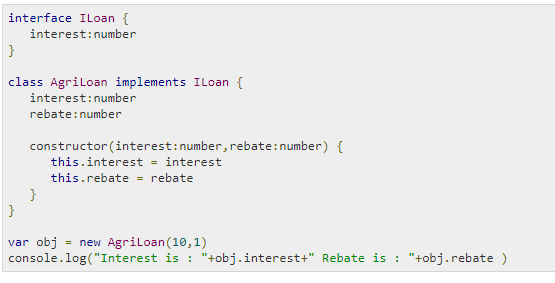 interface ILoan {
   interest:number
}

class AgriLoan implements ILoan {
   interest:number
   rebate:number

   constructor(interest:number,rebate:number) {
      this.interest = interest
      this.rebate = rebate
   }
}

var obj = new AgriLoan(10,1)
console.log("Interest is : "+obj.interest+" Rebate is : "+obj.rebate )